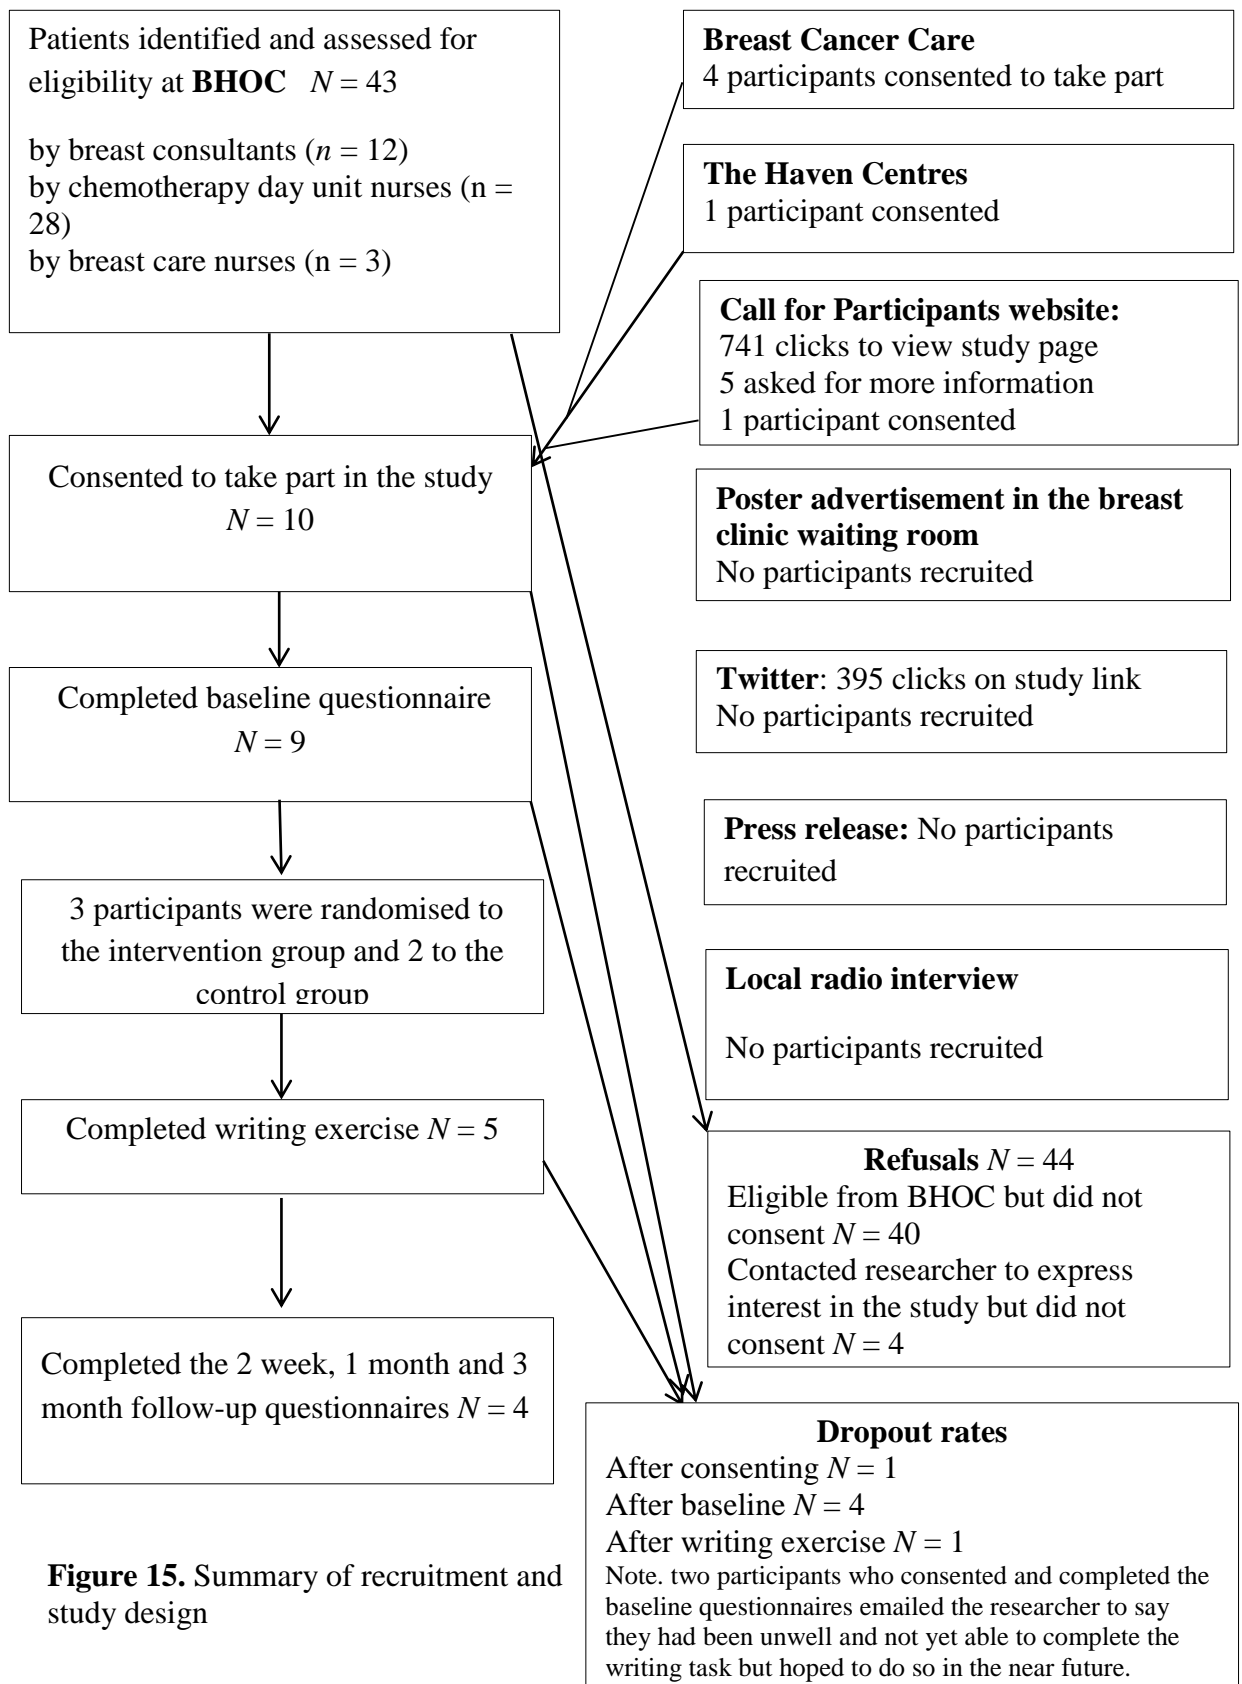 Patients identified and assessed for
eligibility at BHOC N = 43
by breast consultants (n = 12)
by chemotherapy day unit nurses (n =
28)
by breast care nurses (n = 3)
Consented to take part in the study
N = 10
Completed baseline questionnaire
N = 9
3 participants were randomised to
the intervention group and 2 to the
control group
Completed writing exercise N = 5
Completed the 2 week, 1 month and 3
month follow-up questionnaires N = 4
Breast Cancer Care
4 participants consented to take part
The Haven Centres
1 participant consented
Call for Participants website:
741 clicks to view study page
5 asked for more information
1 participant consented
Poster advertisement in the breast
clinic waiting room
No participants recruited
Twitter: 395 clicks on study link
No participants recruited
Press release: No participants
recruited
Local radio interview
No participants recruited
Refusals N = 44
Eligible from BHOC but did not
consent N = 40
Contacted researcher to express
interest in the study but did not
consent N = 4
Dropout rates
After consenting N = 1
After baseline N = 4
After writing exercise N = 1
Note. two participants who consented and completed the
baseline questionnaires emailed the researcher to say
they had been unwell and not yet able to complete the
writing task but hoped to do so in the near future.
Figure 15. Summary of recruitment and
study design